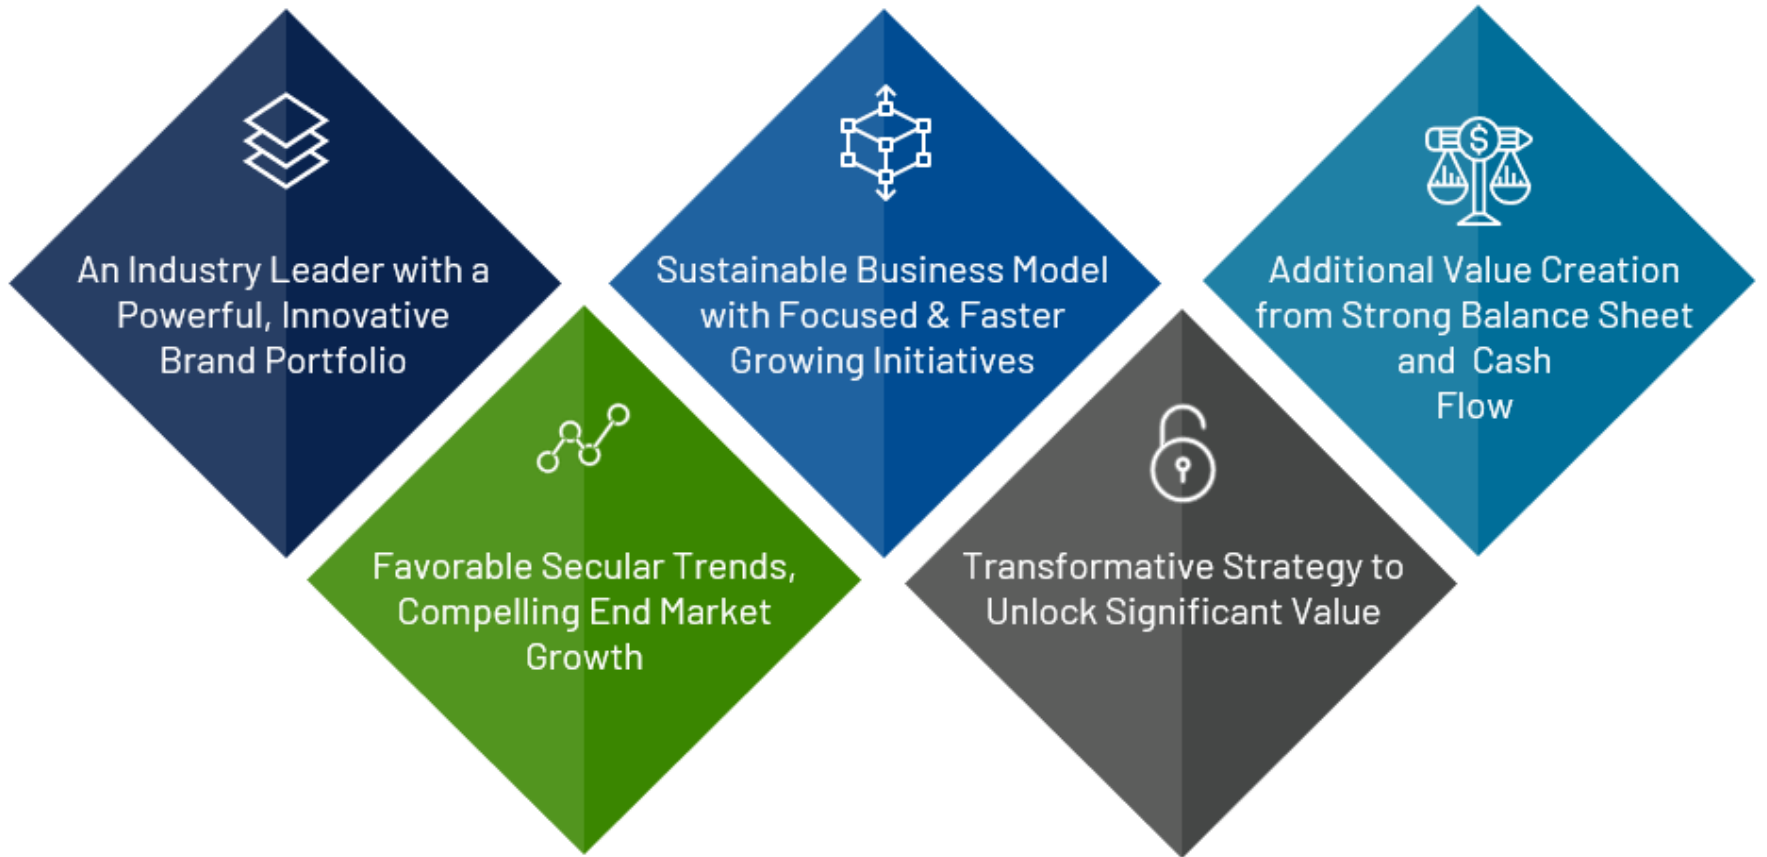 An Industry Leader with a
Powerful, Innovative
Brand Portfolio
Favorable Secular Trends,
Compelling End Market
Growth
Sustainable Business Model
with Focused & Faster
Growing Initiatives
Transformative Strategy to
Unlock Significant Value
$
Additional Value Creation
from Strong Balance Sheet
and  Cash
Flow